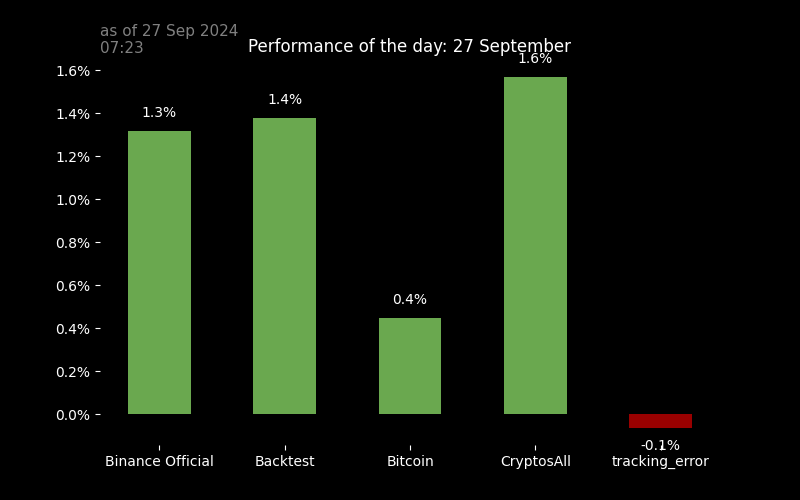 as of 27 Sep 2024
07:23
Performance of the day: 27 September
1.6%
1.4%
1.2%
1.0%
0.8%
0.6%
0.4%
0.2%
0.0%
1.3%
1.4%
0.4%
1.6%
-0.1%
Binance Official
Backtest
Bitcoin
CryptosAll
tracking_error